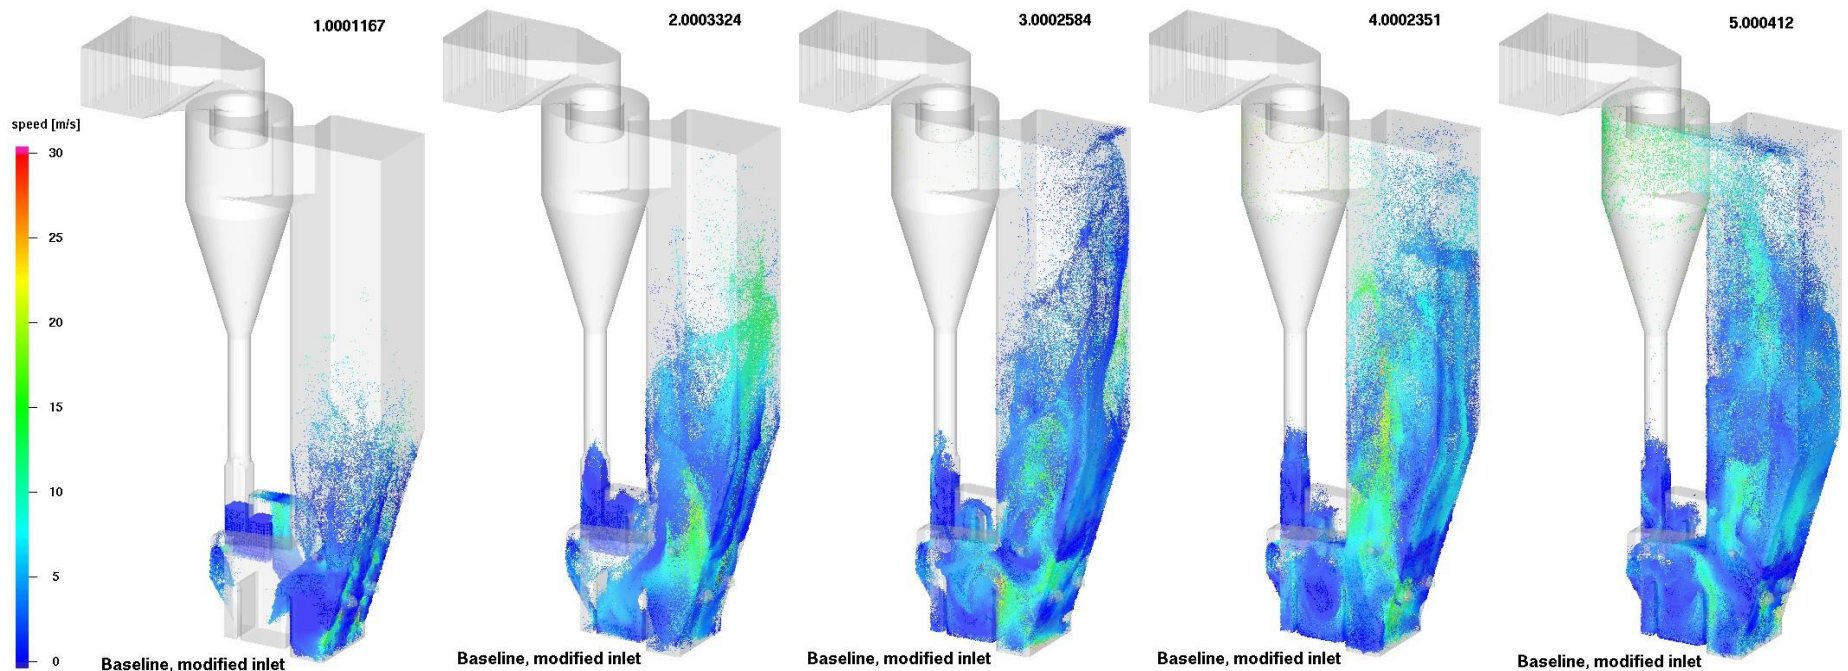 1.0001167
2.0003324
3.0002584
4.0002351
5.000412
speed [m/s]
30
25
20
15
10
5
0
Baseline, modified inlet
Baseline, modified inlet
Baseline, modified inlet
Baseline, modified inlet
Baseline, modified inlet